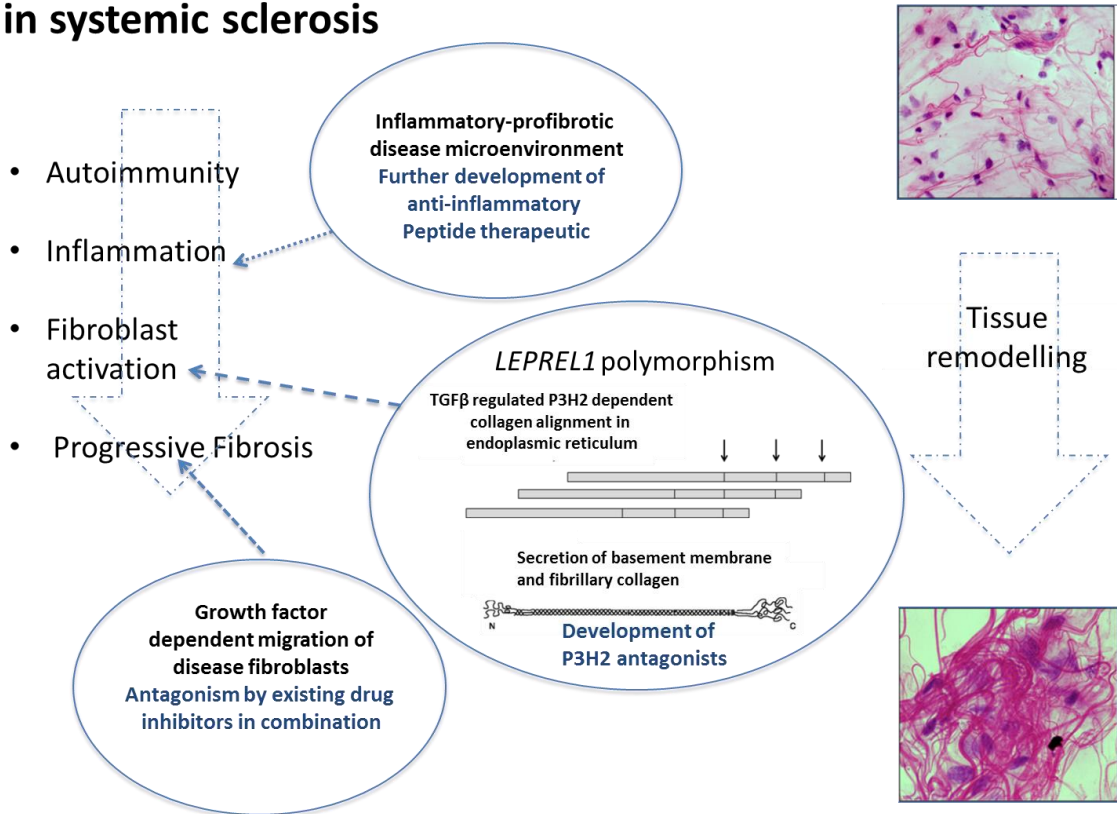 in systemic sclerosis
Inflammatory-profibrotic
disease microenvironment
Further development of
anti-inflammatory
Peptide therapeutic
• Autoimmunity
• Inflammation
• Fibroblast
activation
• Progressive Fibrosis
LEPREL1 polymorphism
TGFβ regulated P3H2 dependent
collagen alignment in
endoplasmic reticulum
Secretion of basement membrane
and fibrillary collagen
N C
Development of
P3H2 antagonists
Growth factor
dependent migration of
disease fibroblasts
Antagonism by existing drug
inhibitors in combination
Tissue
remodelling